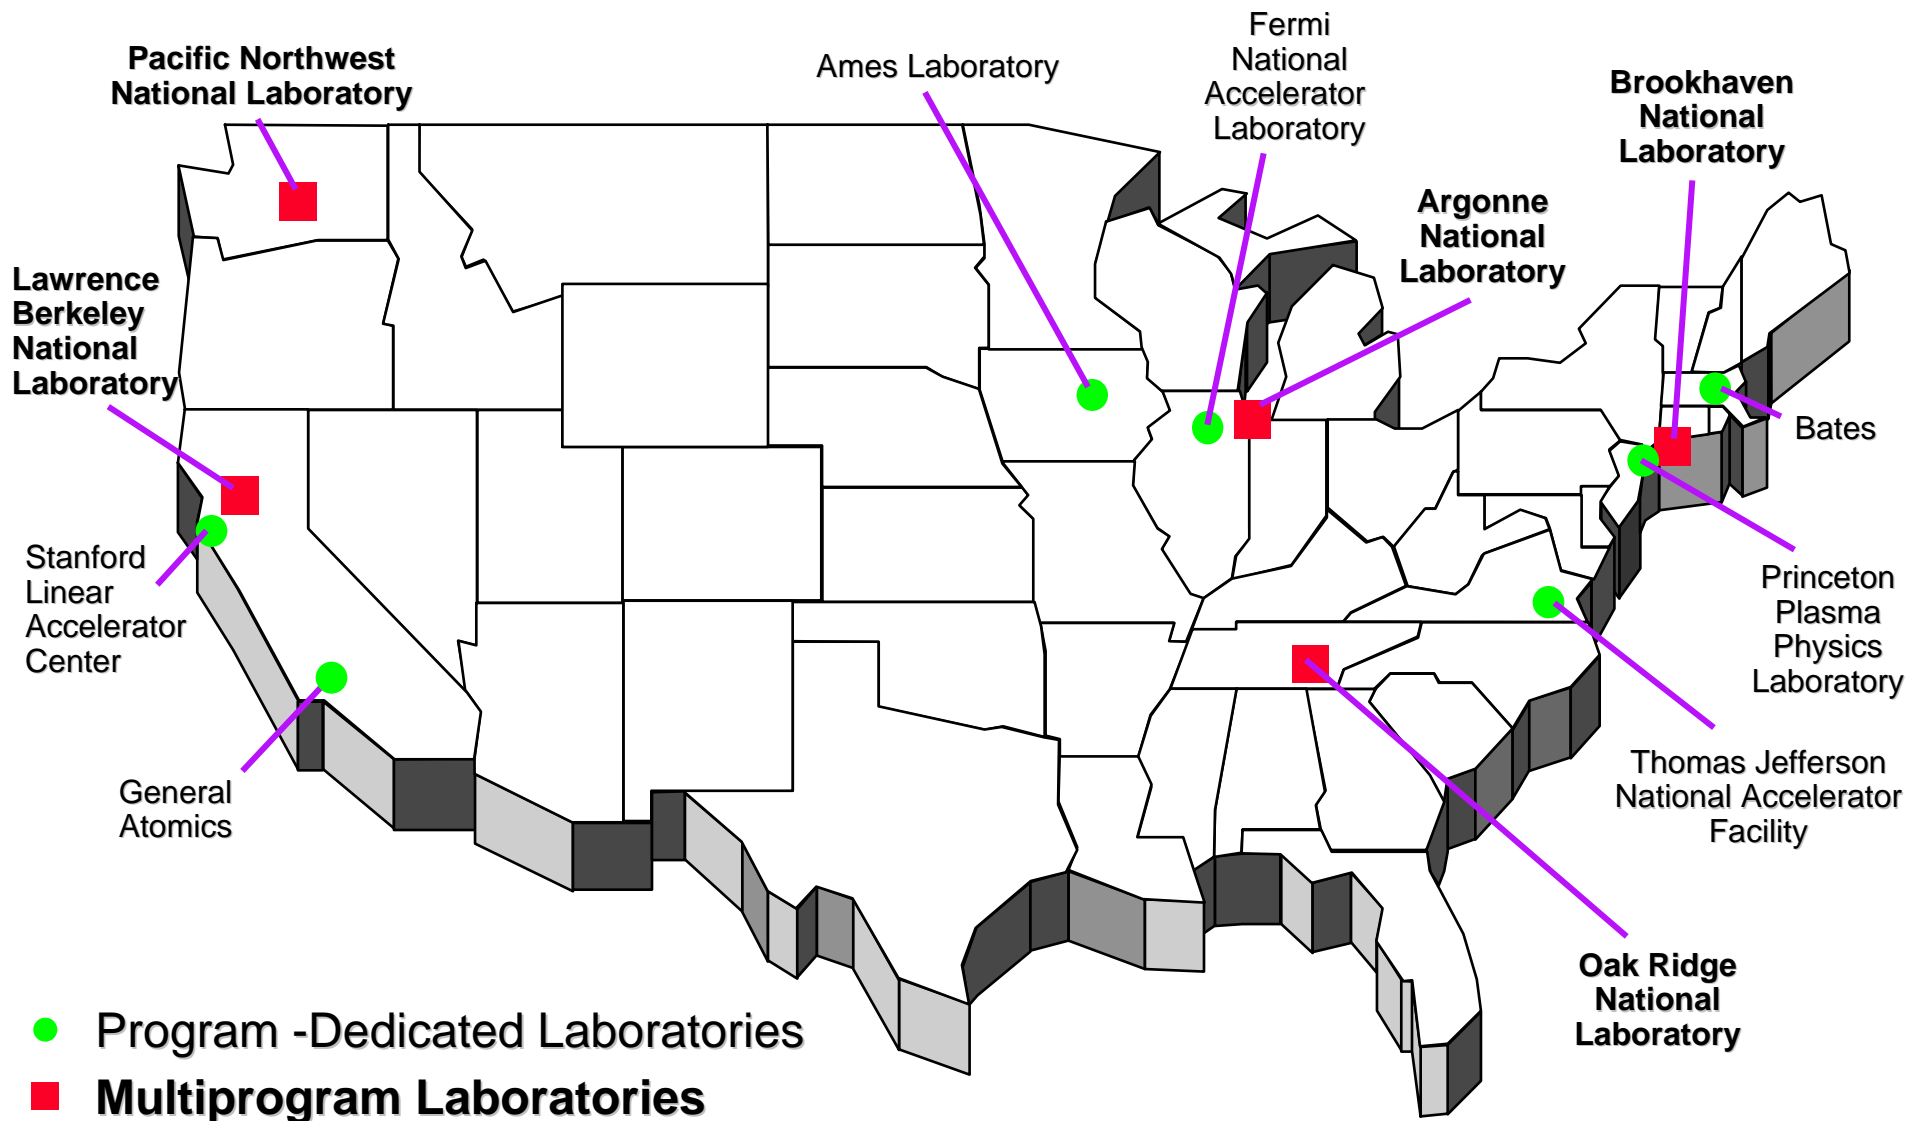 Pacific Northwest
National Laboratory
Ames Laboratory
Fermi
National
Accelerator
Laboratory
Brookhaven
National
Laboratory
Argonne
National
Laboratory
Lawrence
Berkeley
National
Laboratory
Bates
Stanford
Linear
Accelerator
Center
Princeton
Plasma
Physics
Laboratory
General
Atomics
Thomas Jefferson
National Accelerator
Facility
Oak Ridge
National
Laboratory
Program -Dedicated Laboratories
Multiprogram Laboratories